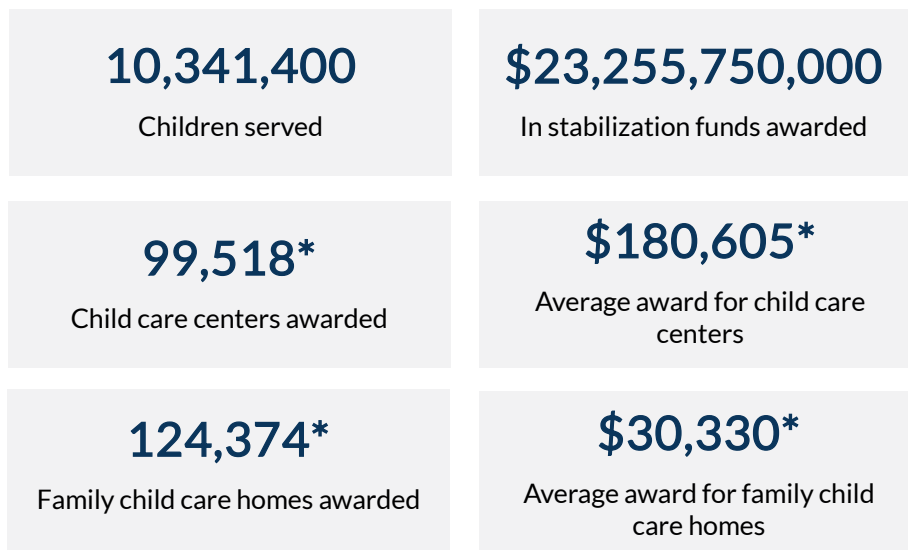 10,341,400
Children served
$23,255,750,000
In stabilization funds awarded
99,518*
Child care centers awarded
$180,605*
Average award for child care
centers
124,374*
Family child care homes awarded
$30,330*
Average award for family child
care homes